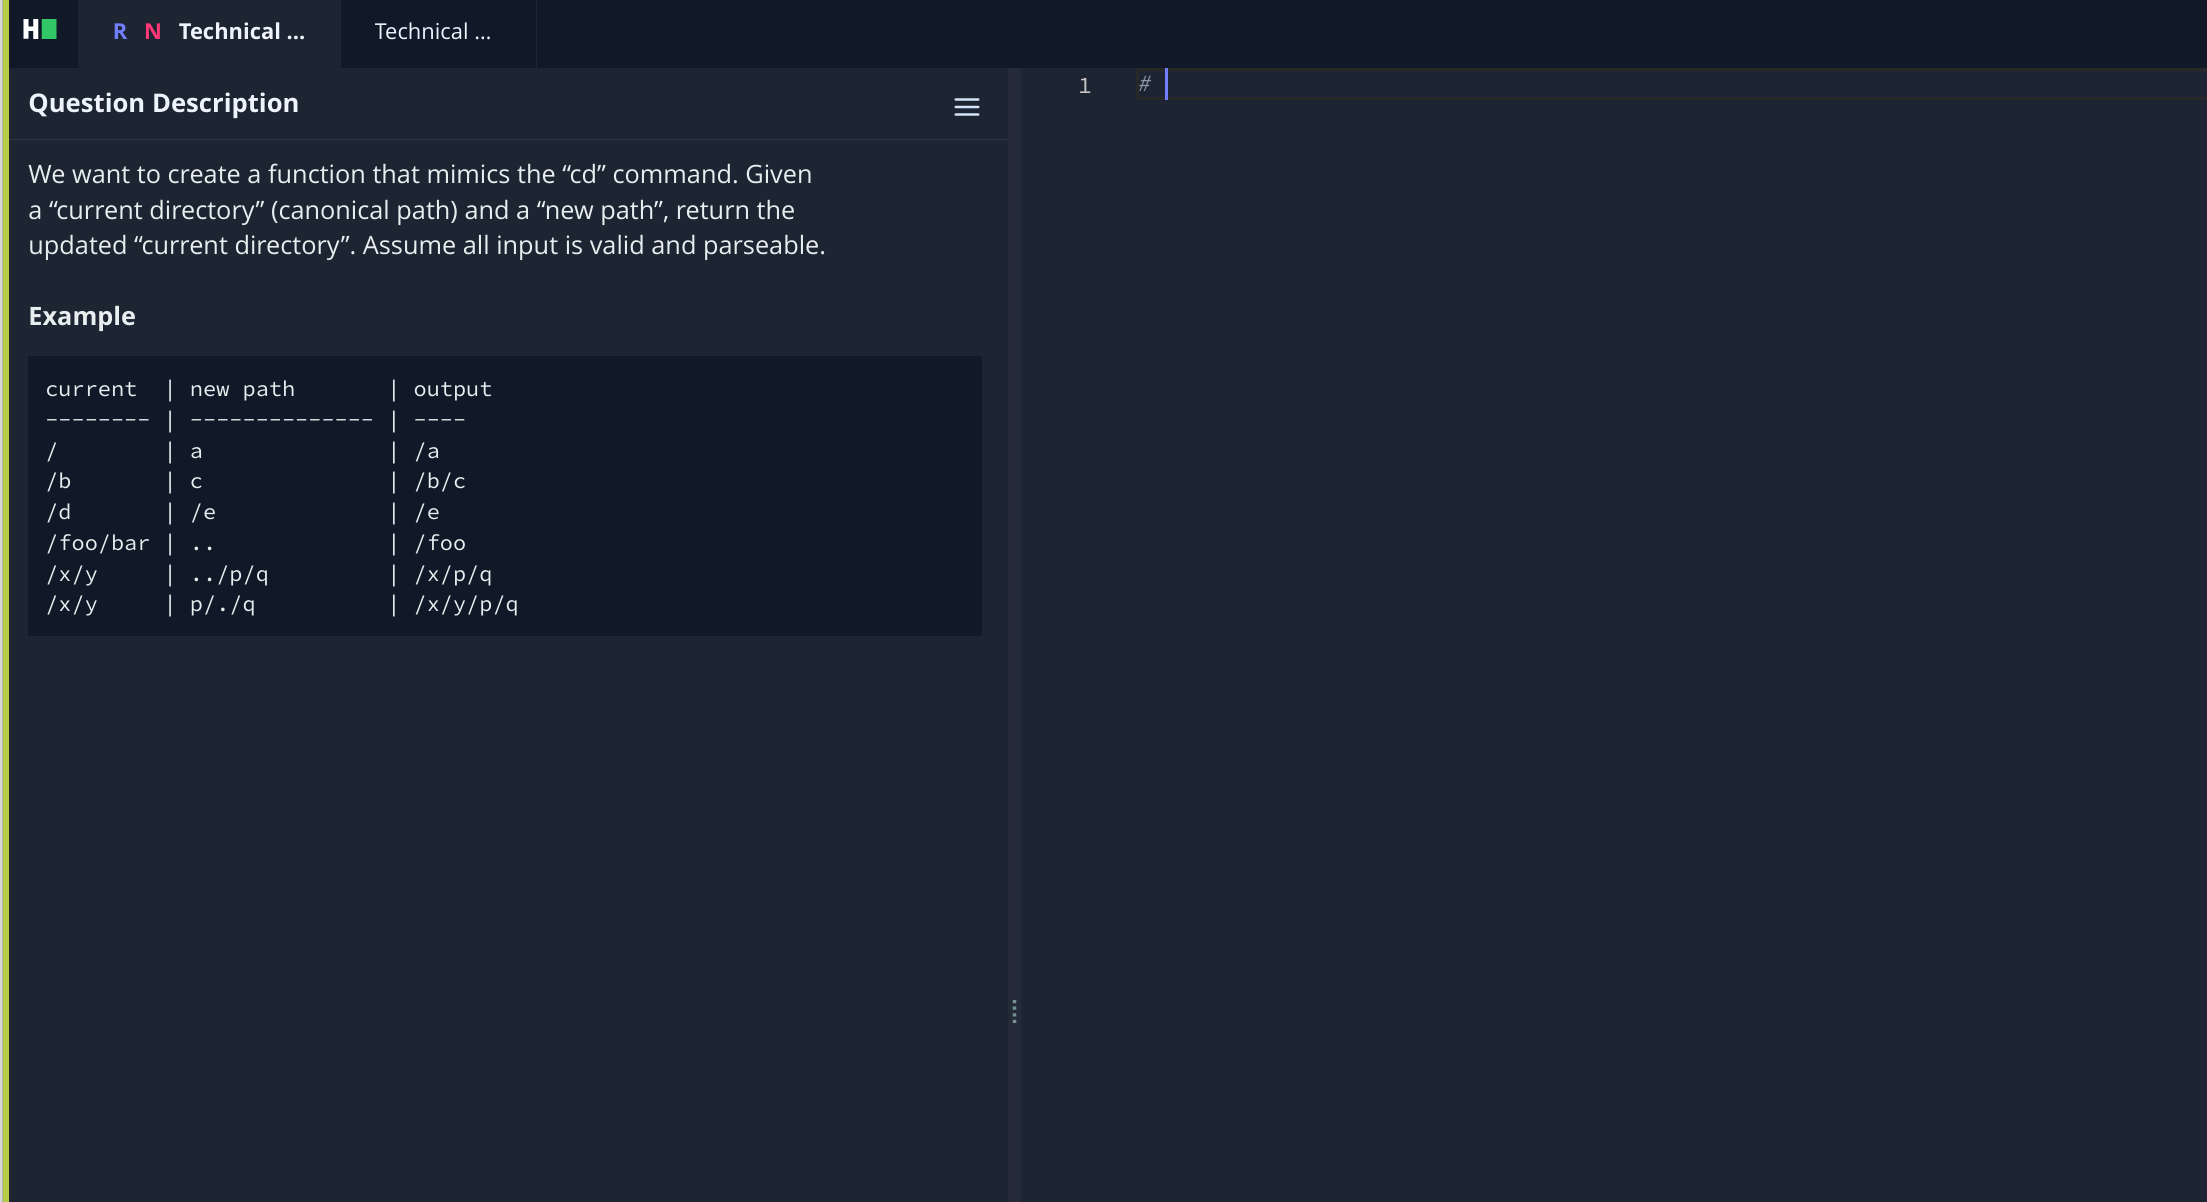 H
R N Technical ...
Technical ...
Question Description
We want to create a function that mimics the “cd” command. Given
a “current directory” (canonical path) and a “new path”, return the
updated “current directory”. Assume all input is valid and parseable.
Example
current  | new path       | output
-------- | -------------- | ----
/        | a              | /a
/b       | c              | /b/c
/d       | /e             | /e
/foo/bar | ..             | /foo
/x/y     | ../p/q         | /x/p/q
/x/y     | p/./q          | /x/y/p/q
1 #